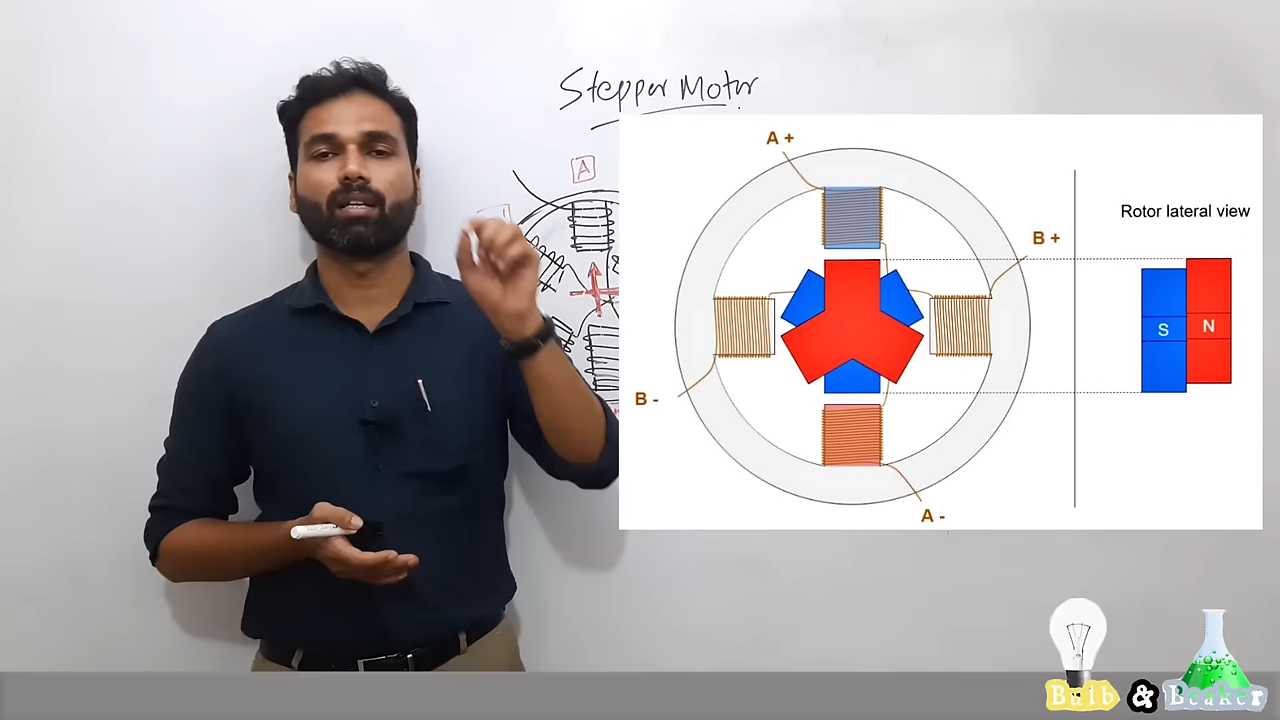 Stepper Motor
A
A +
Rotor lateral view
B +
S N
B -
A -
Bulb & Beaker